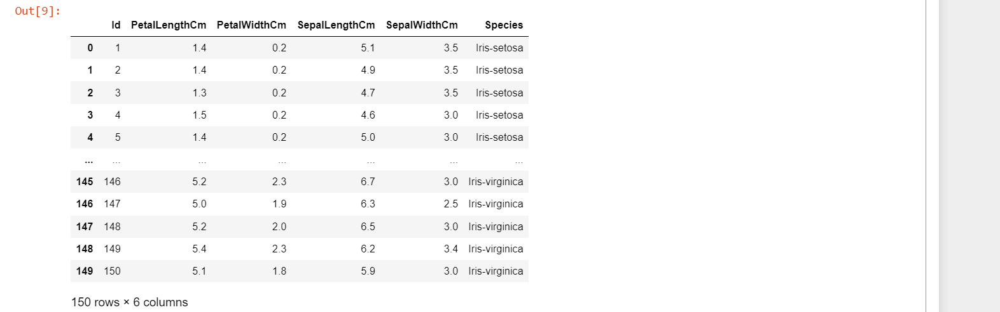 Out[9]:
Id PetalLengthCm PetalWidthCm SepalLengthCm SepalWidthCm Species
0 1 1.4 0.2 5.1 3.5 Iris-setosa
1 2 1.4 0.2 4.9 3.5 Iris-setosa
2 3 1.3 0.2 4.7 3.5 Iris-setosa
3 4 1.5 0.2 4.6 3.0 Iris-setosa
4 5 1.4 0.2 5.0 3.0 Iris-setosa
... ... ... ... ... ... ...
145 146 5.2 2.3 6.7 3.0 Iris-virginica
146 147 5.0 1.9 6.3 2.5 Iris-virginica
147 148 5.2 2.0 6.5 3.0 Iris-virginica
148 149 5.4 2.3 6.2 3.4 Iris-virginica
149 150 5.1 1.8 5.9 3.0 Iris-virginica
150 rows × 6 columns